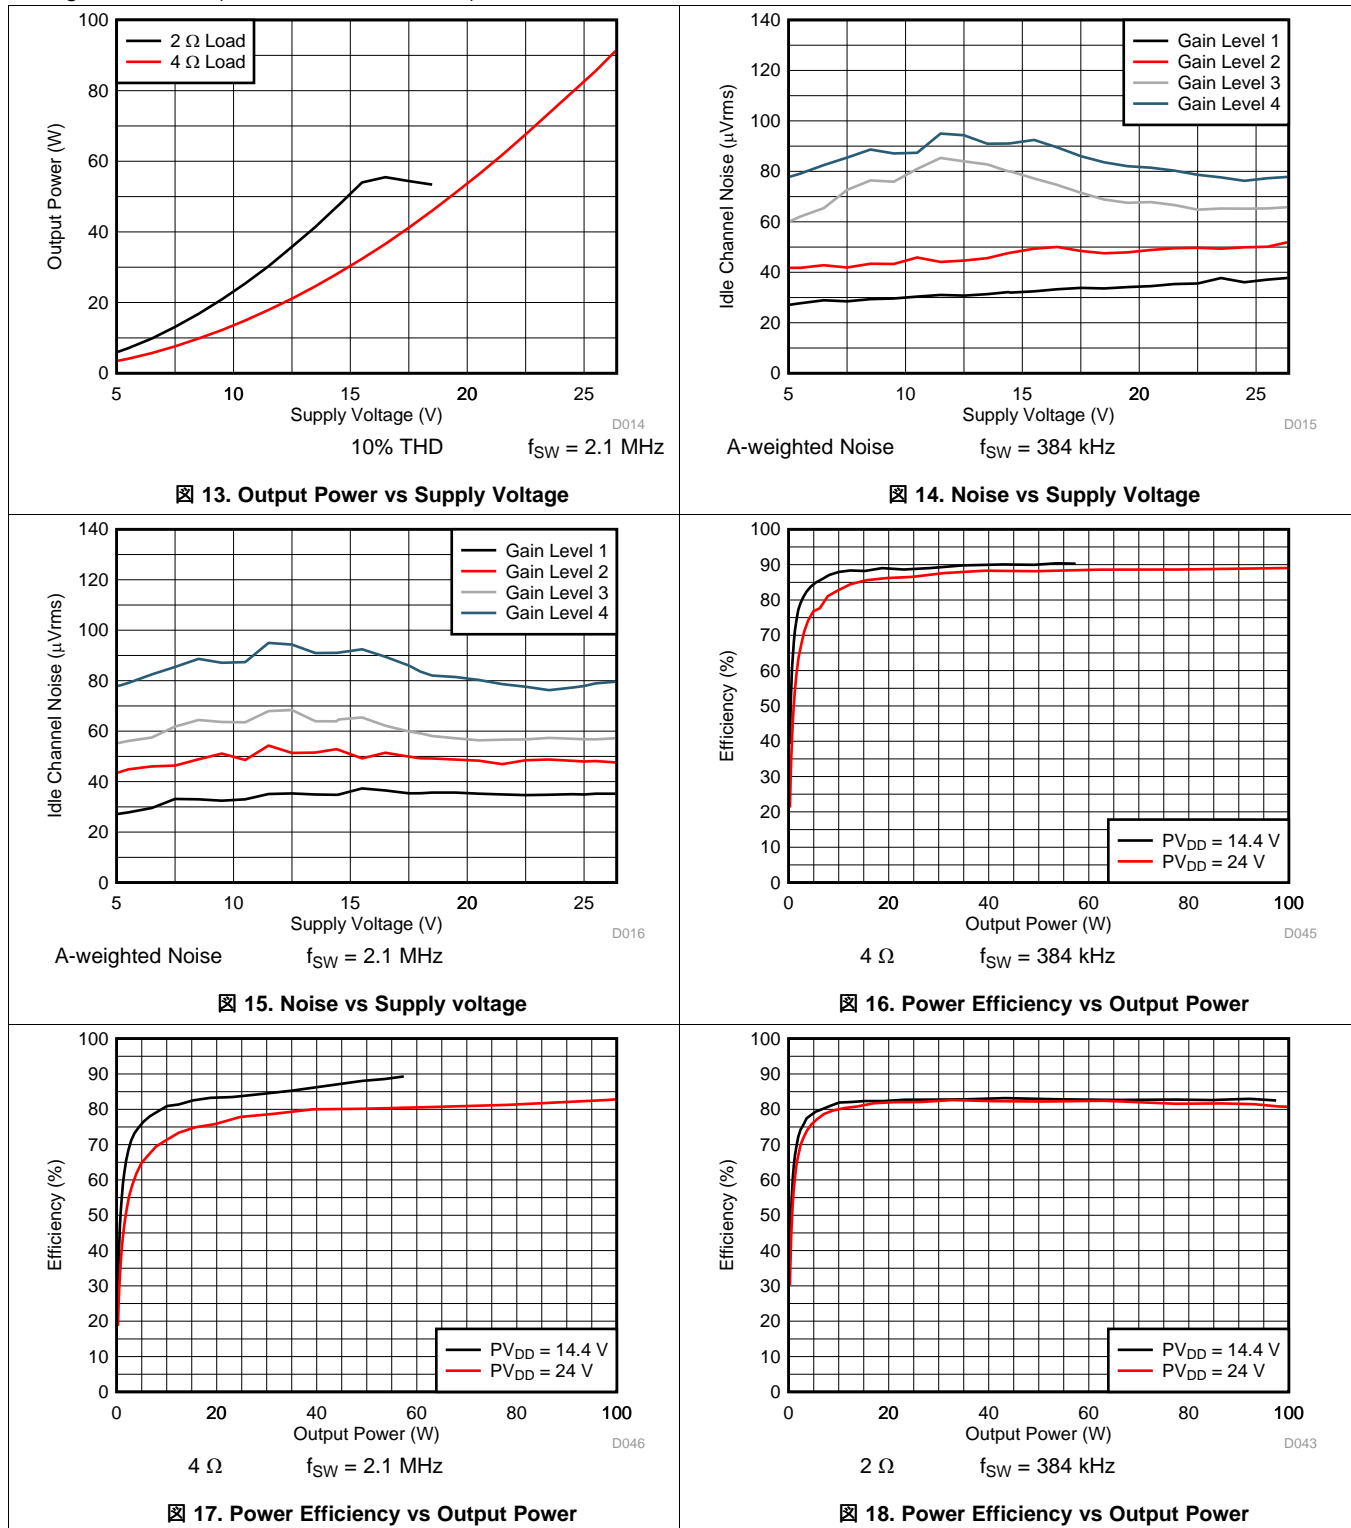 100
80
60
40
20
0
Output Power (W)
2 Ω Load
4 Ω Load
5 10 15 20 25
Supply Voltage (V)
D014
10% THD fSW = 2.1 MHz
図 13. Output Power vs Supply Voltage
140
120
100
80
60
40
20
0
Idle Channel Noise (μVrms)
Gain Level 1
Gain Level 2
Gain Level 3
Gain Level 4
5 10 15 20 25
Supply Voltage (V)
D015
A-weighted Noise fSW = 384 kHz
図 14. Noise vs Supply Voltage
140
120
100
80
60
40
20
0
Idle Channel Noise (μVrms)
Gain Level 1
Gain Level 2
Gain Level 3
Gain Level 4
5 10 15 20 25
Supply Voltage (V)
D016
A-weighted Noise fSW = 2.1 MHz
図 15. Noise vs Supply voltage
100
90
80
70
60
50
40
30
20
10
0
Efficiency (%)
PVDD = 14.4 V
PVDD = 24 V
0 20 40 60 80 100
Output Power (W)
D045
4 Ω fSW = 384 kHz
図 16. Power Efficiency vs Output Power
100
90
80
70
60
50
40
30
20
10
0
Efficiency (%)
PVDD = 14.4 V
PVDD = 24 V
0 20 40 60 80 100
Output Power (W)
D046
4 Ω fSW = 2.1 MHz
図 17. Power Efficiency vs Output Power
100
90
80
70
60
50
40
30
20
10
0
Efficiency (%)
PVDD = 14.4 V
PVDD = 24 V
0 20 40 60 80 100
Output Power (W)
D043
2 Ω fSW = 384 kHz
図 18. Power Efficiency vs Output Power